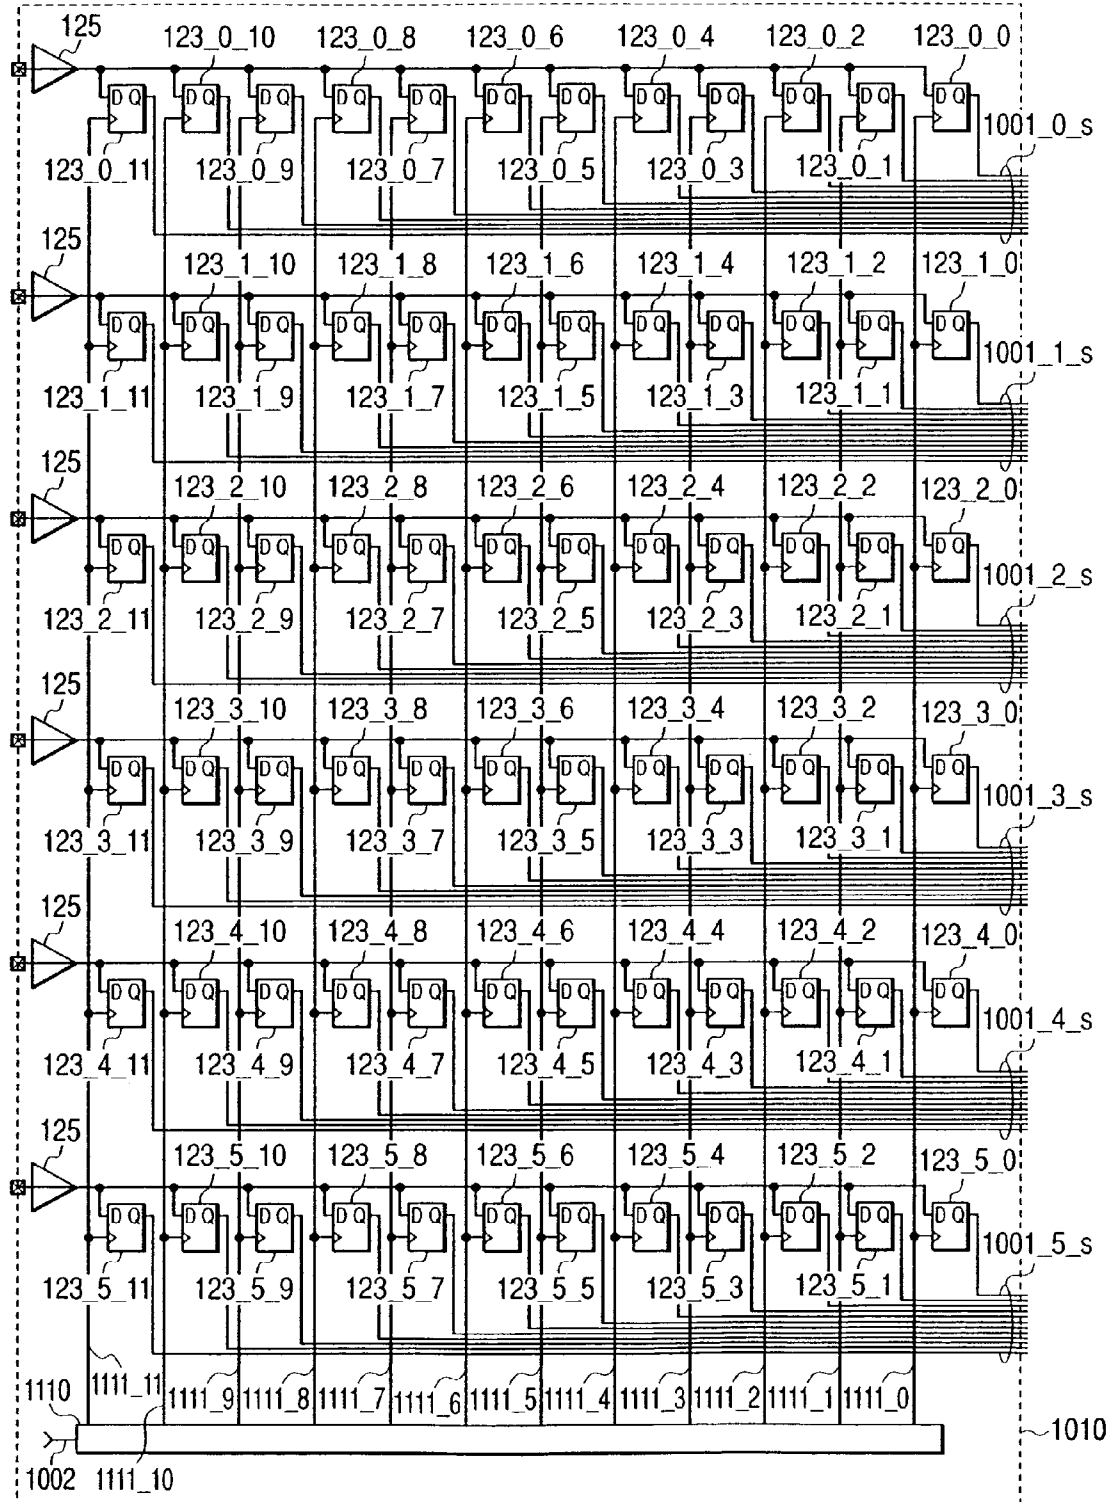 125 123_0_10 123_0_8 123_0_6 123_0_4 123_0_2 123_0_0
D Q D Q D Q D Q D Q D Q D Q D Q D Q D Q D Q D Q
1001_0_s
123_0_11 123_0_9 123_0_7 123_0_5 123_0_3 123_0_1
125 123_1_10 123_1_8 123_1_6 123_1_4 123_1_2 123_1_0
D Q D Q D Q D Q D Q D Q D Q D Q D Q D Q D Q D Q
1001_1_s
123_1_11 123_1_9 123_1_7 123_1_5 123_1_3 123_1_1
125 123_2_10 123_2_8 123_2_6 123_2_4 123_2_2 123_2_0
D Q D Q D Q D Q D Q D Q D Q D Q D Q D Q D Q D Q
1001_2_s
123_2_11 123_2_9 123_2_7 123_2_5 123_2_3 123_2_1
125 123_3_10 123_3_8 123_3_6 123_3_4 123_3_2 123_3_0
D Q D Q D Q D Q D Q D Q D Q D Q D Q D Q D Q D Q
1001_3_s
123_3_11 123_3_9 123_3_7 123_3_5 123_3_3 123_3_1
125 123_4_10 123_4_8 123_4_6 123_4_4 123_4_2 123_4_0
D Q D Q D Q D Q D Q D Q D Q D Q D Q D Q D Q D Q
1001_4_s
123_4_11 123_4_9 123_4_7 123_4_5 123_4_3 123_4_1
125 123_5_10 123_5_8 123_5_6 123_5_4 123_5_2 123_5_0
D Q D Q D Q D Q D Q D Q D Q D Q D Q D Q D Q D Q
1001_5_s
123_5_11 123_5_9 123_5_7 123_5_5 123_5_3 123_5_1
1110 1111_11 1111_9 1111_8 1111_7 1111_6 1111_5 1111_4 1111_3 1111_2 1111_1 1111_0
1010
1002 1111_10